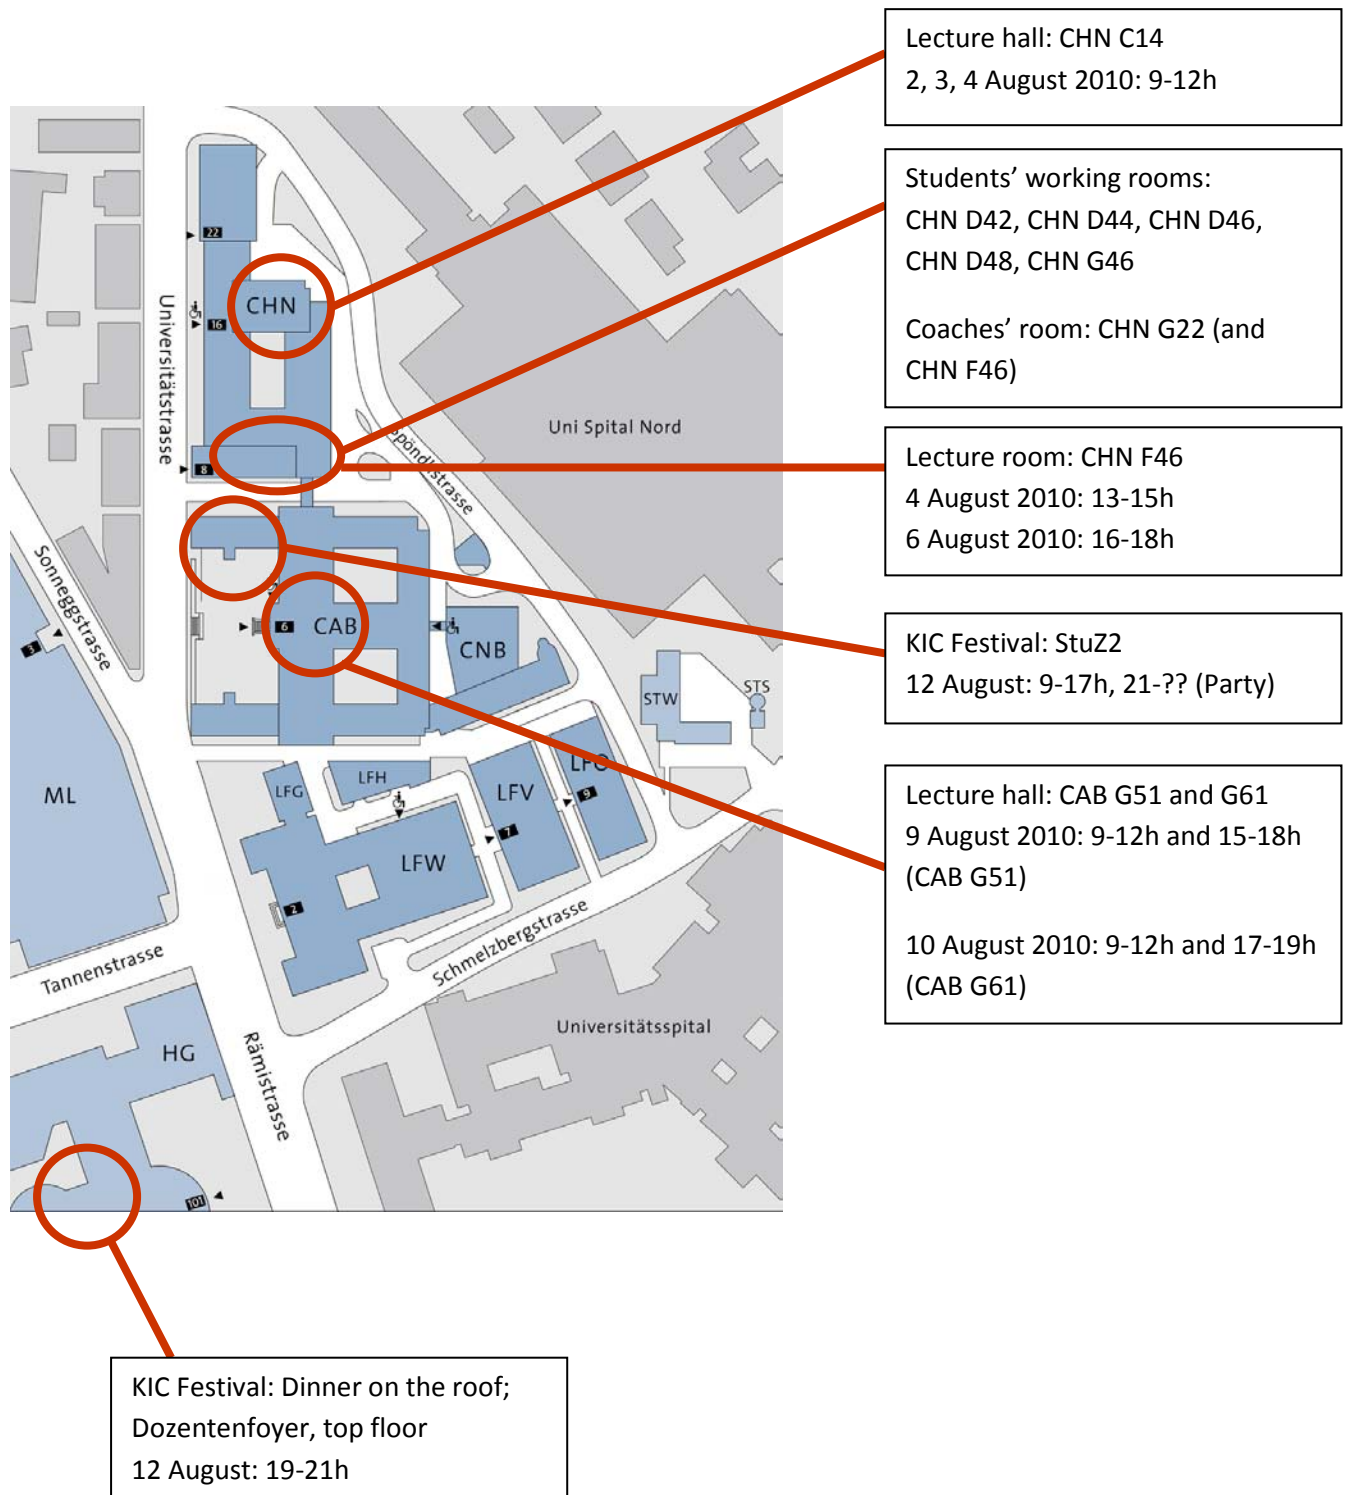 Lecture hall: CHN C14
2, 3, 4 August 2010: 9-12h
Students’ working rooms:
CHN D42, CHN D44, CHN D46,
CHN D48, CHN G46
Coaches’ room: CHN G22 (and
CHN F46)
Lecture room: CHN F46
4 August 2010: 13-15h
6 August 2010: 16-18h
KIC Festival: StuZ2
12 August: 9-17h, 21-?? (Party)
Lecture hall: CAB G51 and G61
9 August 2010: 9-12h and 15-18h
(CAB G51)
10 August 2010: 9-12h and 17-19h
(CAB G61)
22
CHN
16
Universitätstrasse
Uni Spital Nord
8
Spöndlistrasse
Sonneggstrasse
3
6
CAB
CNB
STW
STS
ML
LFG
LFH
LFV
LFO
9
7
LFW
2
Schmelzbergstrasse
Tannenstrasse
Universitätsspital
HG
Rämistrasse
101
KIC Festival: Dinner on the roof;
Dozentenfoyer, top floor
12 August: 19-21h